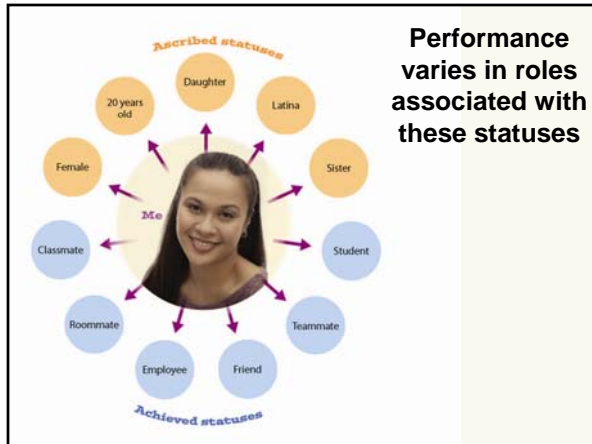 Performance
varies in roles
associated with
these statuses
Ascribed statuses
Daughter
20 years
old
Latina
Female
Sister
Me
Classmate
Student
Roommate
Teammate
Employee
Friend
Achieved statuses